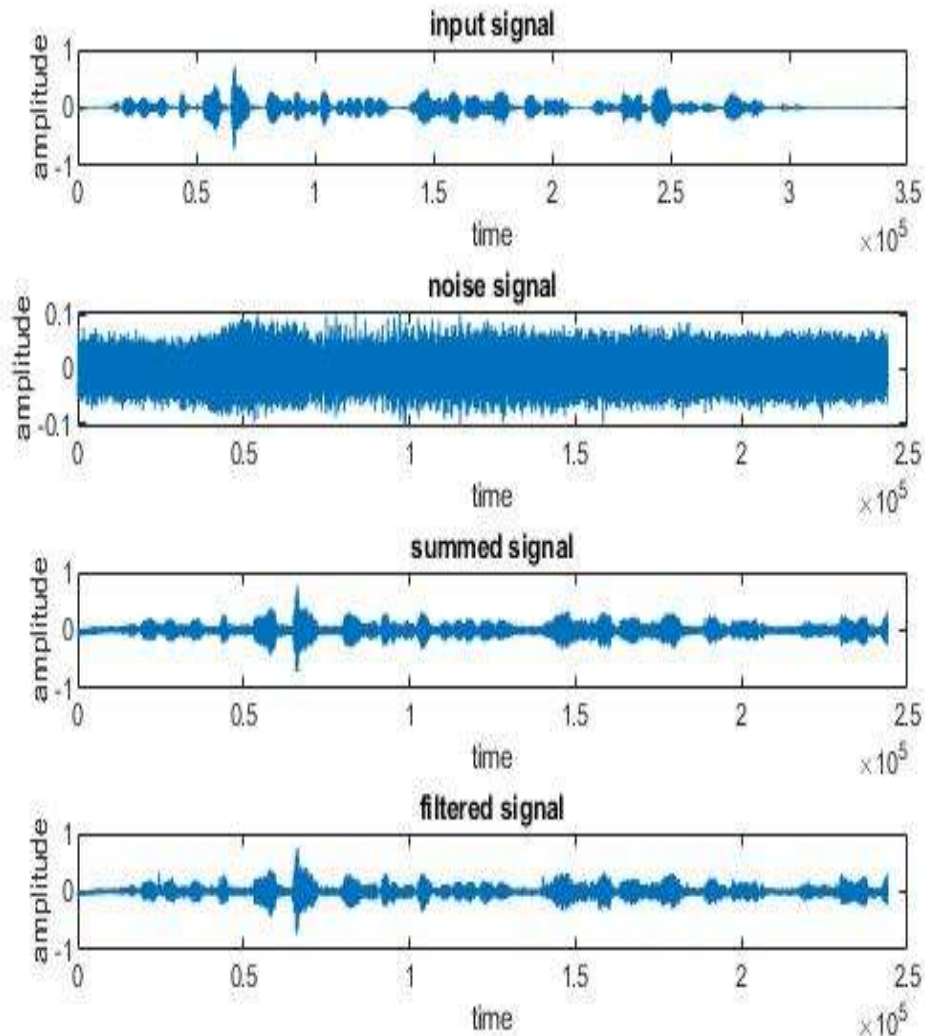 input signal
1
0
-1
amplitude
0 0.5 1 1.5 2 2.5 3 3.5
time
×10^5
noise signal
0.1
0
-0.1
amplitude
0 0.5 1 1.5 2 2.5
time
×10^5
summed signal
1
0
-1
amplitude
0 0.5 1 1.5 2 2.5
time
×10^5
filtered signal
1
0
-1
amplitude
0 0.5 1 1.5 2 2.5
time
×10^5